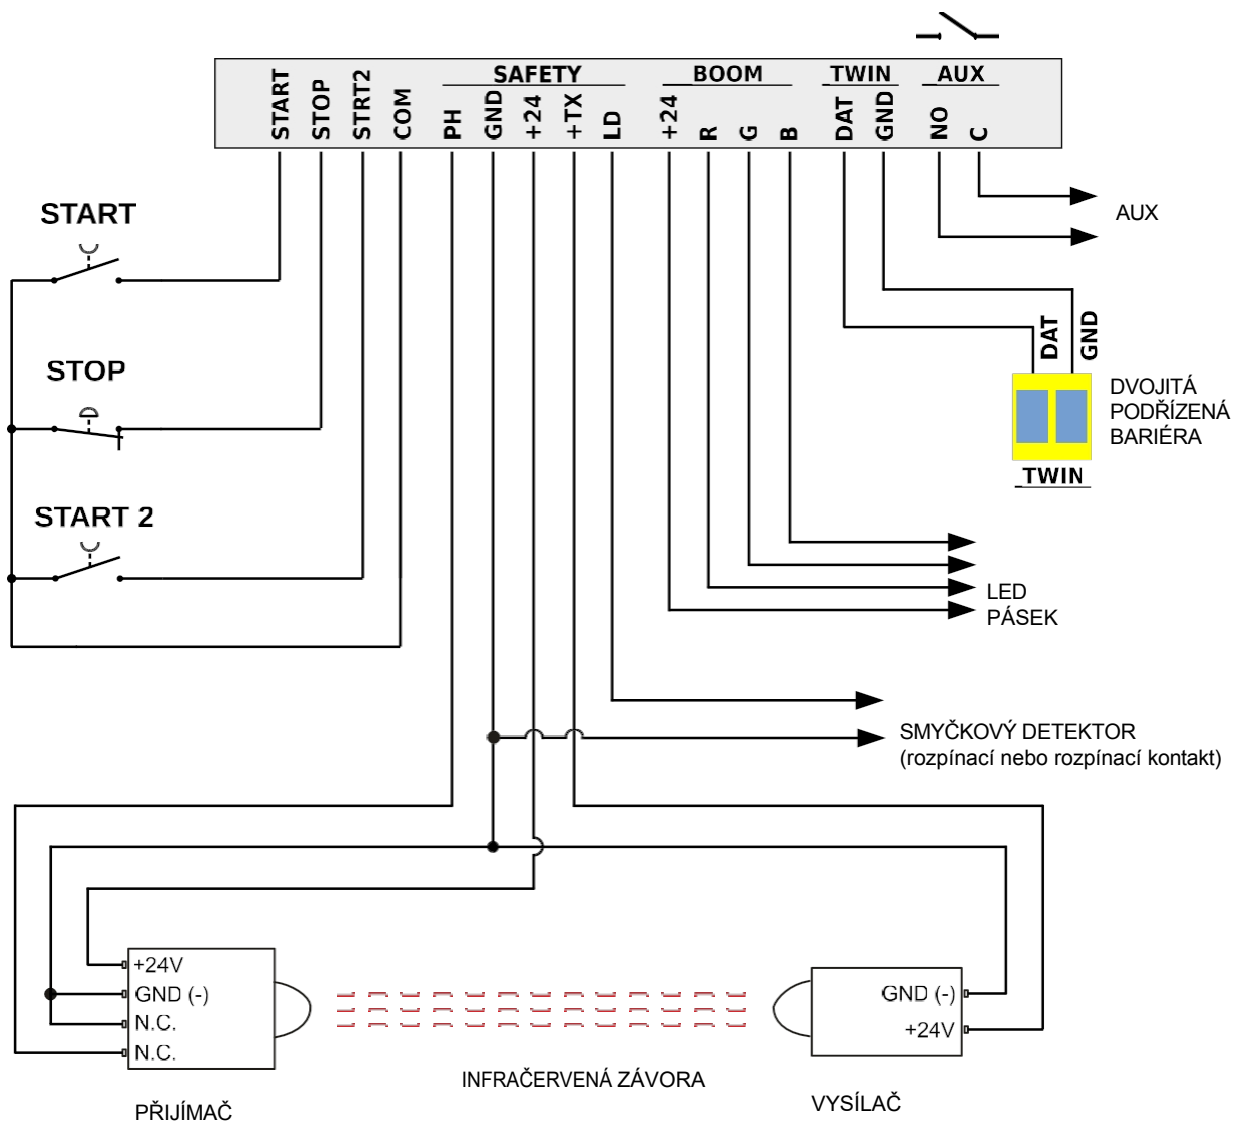 SAFETY
BOOM
TWIN
AUX
START
STOP
STRT2
COM
PH
GND
+24
+TX
LD
+24
R
G
B
DAT
GND
NO
C
START
AUX
DAT
GND
STOP
DVOJITÁ
PODŘÍZENÁ
BARIÉRA
TWIN
START 2
LED
PÁSEK
SMYČKOVÝ DETEKTOR
(rozpínací nebo rozpínací kontakt)
+24V
GND (-)
N.C.
N.C.
GND (-)
+24V
INFRAČERVENÁ ZÁVORA
PŘIJÍMAČ
VYSÍLAČ